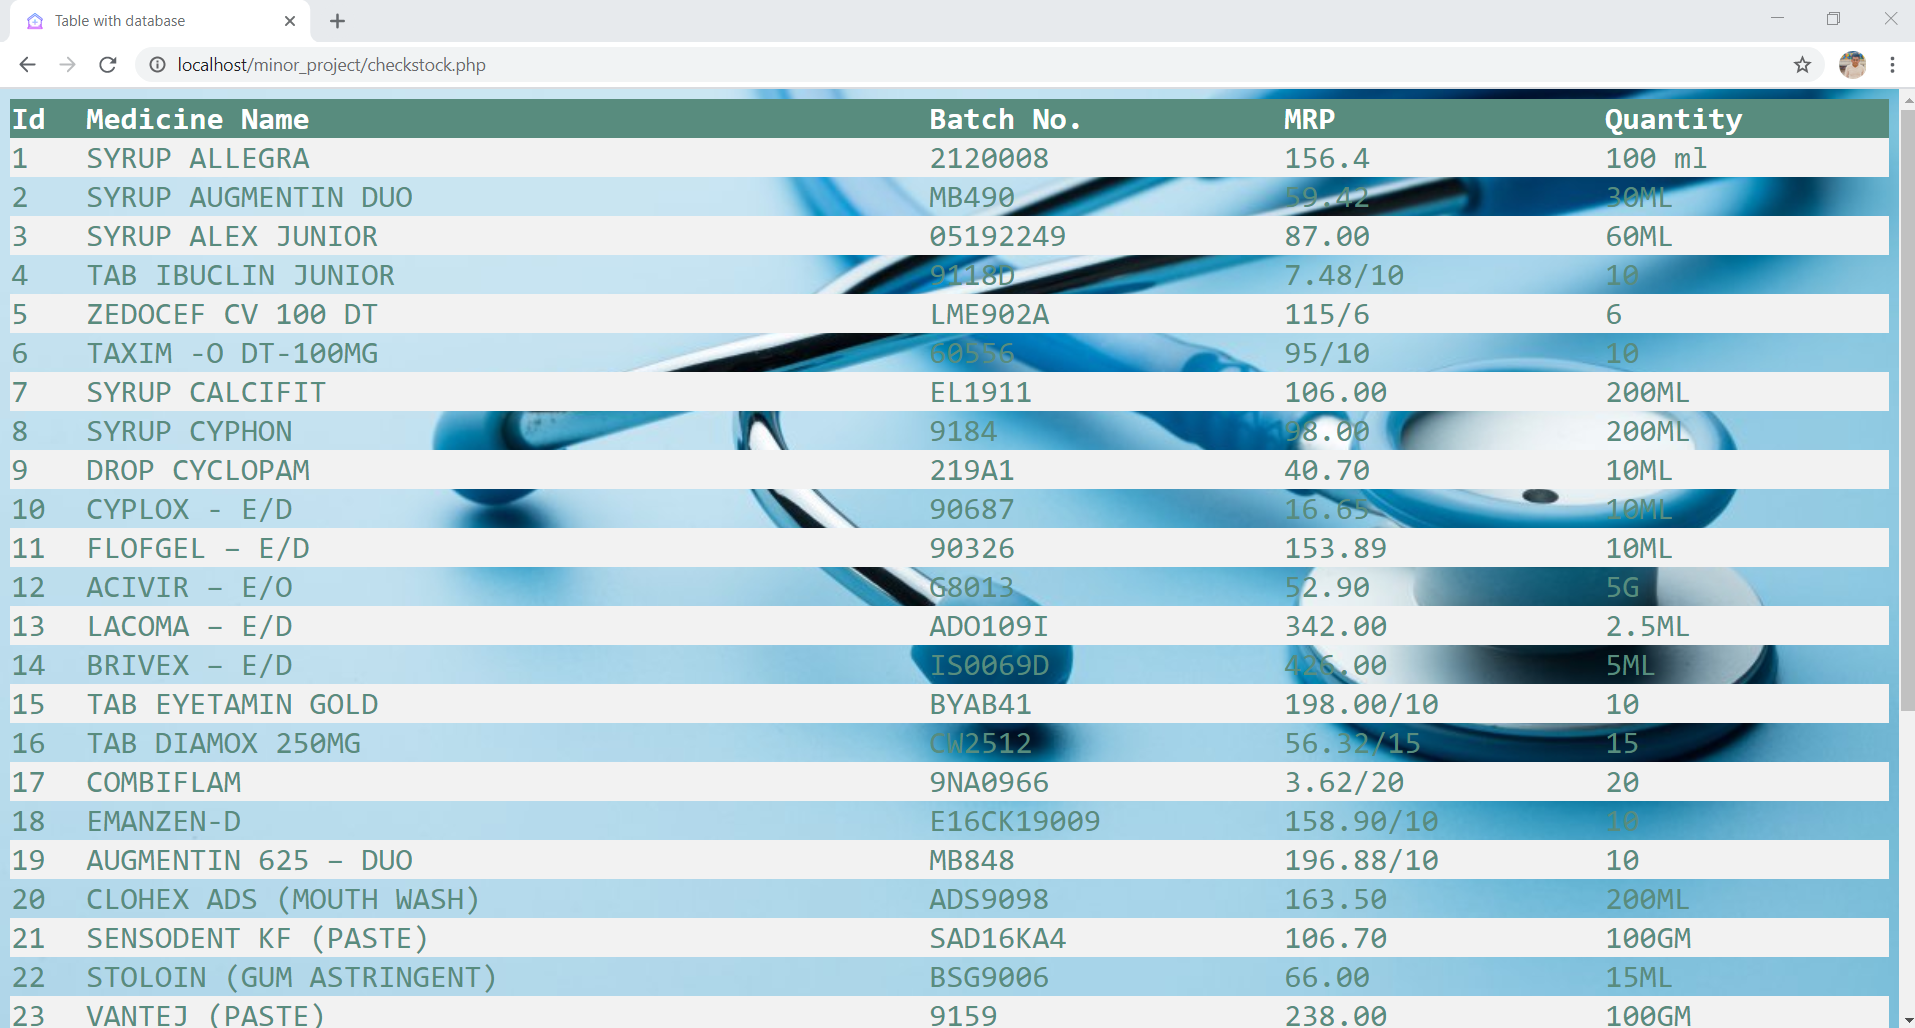 Table with database
localhost/minor_project/checkstock.php
Id Medicine Name Batch No. MRP Quantity
1 SYRUP ALLEGRA 2120008 156.4 100 ml
2 SYRUP AUGMENTIN DUO MB490 59.42 30ML
3 SYRUP ALEX JUNIOR 05192249 87.00 60ML
4 TAB IBUCLIN JUNIOR 9118D 7.48/10 10
5 ZEDOCEF CV 100 DT LME902A 115/6 6
6 TAXIM -O DT-100MG 60556 95/10 10
7 SYRUP CALCIFIT EL1911 106.00 200ML
8 SYRUP CYPHON 9184 98.00 200ML
9 DROP CYCLOPAM 219A1 40.70 10ML
10 CYPLOX - E/D 90687 16.65 10ML
11 FLOFGEL – E/D 90326 153.89 10ML
12 ACIVIR – E/O G8013 52.90 5G
13 LACOMA – E/D ADO109I 342.00 2.5ML
14 BRIVEX – E/D IS0069D 426.00 5ML
15 TAB EYETAMIN GOLD BYAB41 198.00/10 10
16 TAB DIAMOX 250MG CW2512 56.32/15 15
17 COMBIFLAM 9NA0966 3.62/20 20
18 EMANZEN-D E16CK19009 158.90/10 10
19 AUGMENTIN 625 – DUO MB848 196.88/10 10
20 CLOHEX ADS (MOUTH WASH) ADS9098 163.50 200ML
21 SENSODENT KF (PASTE) SAD16KA4 106.70 100GM
22 STOLOIN (GUM ASTRINGENT) BSG9006 66.00 15ML
23 VANTEJ (PASTE) 9159 238.00 100GM